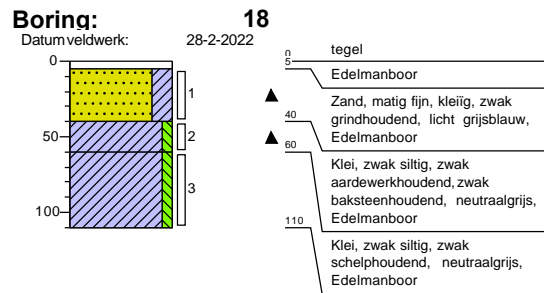 Boring: 18
Datum veldwerk: 28-2-2022
0
50
100
1
2
3
0
tegel
5
Edelmanboor
Zand, matig fijn, kleiïg, zwak
grindhoudend, licht grijsblauw,
Edelmanboor
40
60
Klei, zwak siltig, zwak
aardewerkhoudend, zwak
baksteenhoudend, neutraalgrijs,
Edelmanboor
110
Klei, zwak siltig, zwak
schelphoudend, neutraalgrijs,
Edelmanboor